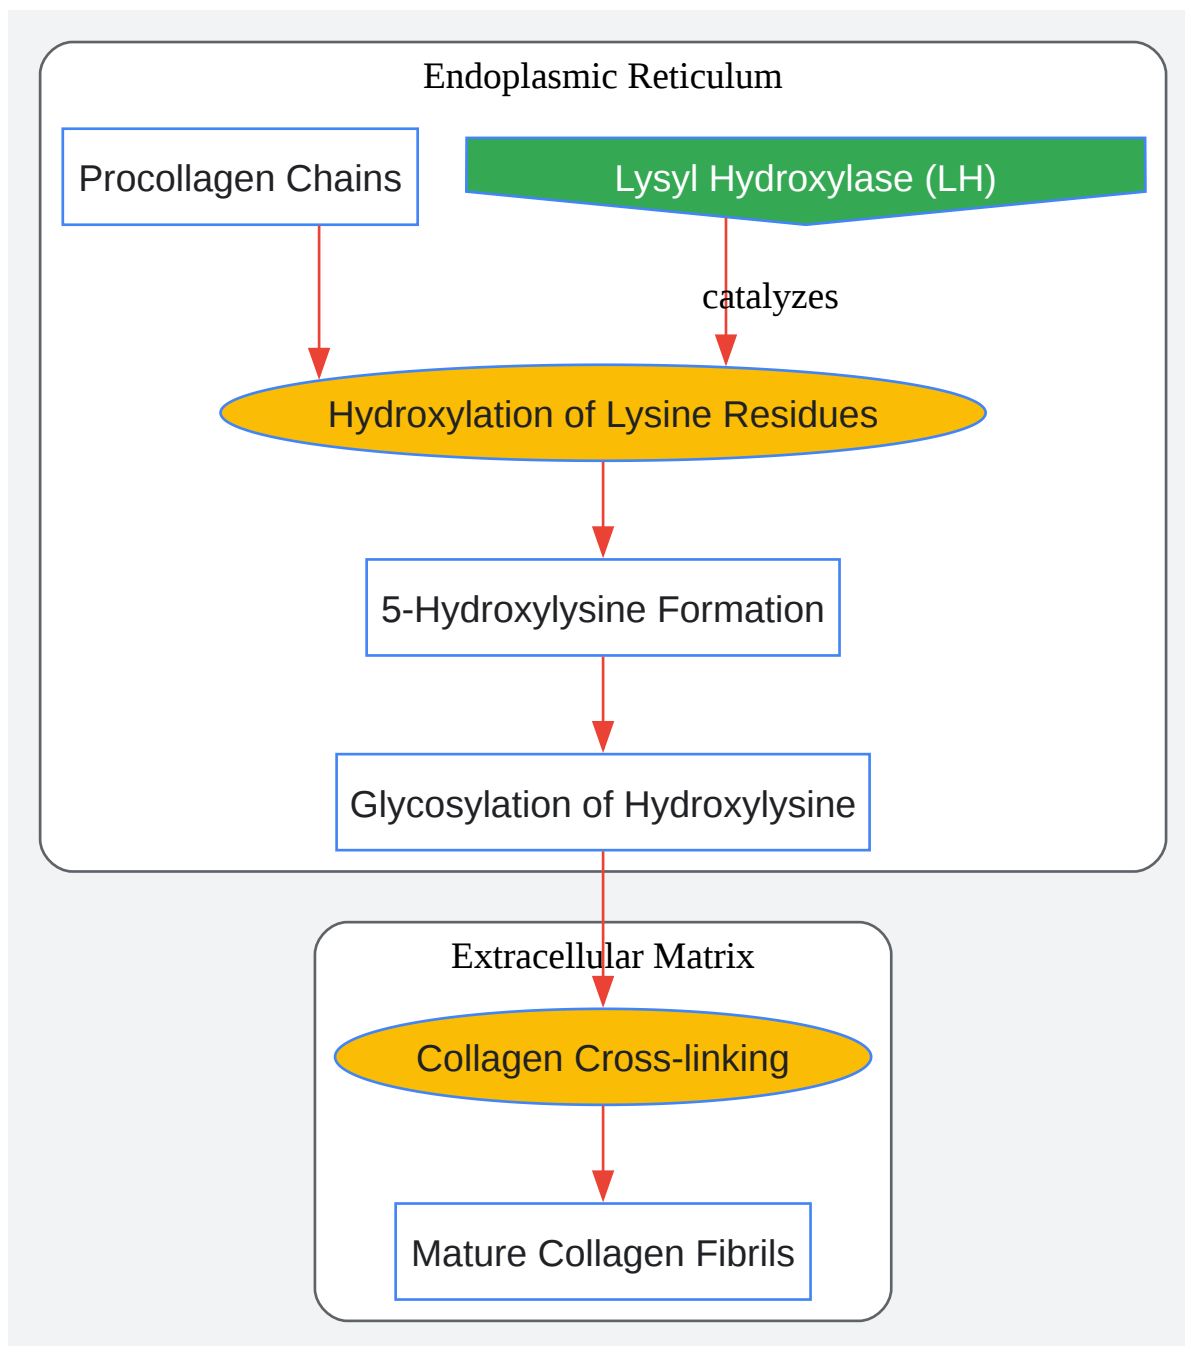 Endoplasmic Reticulum
Procollagen Chains
Lysyl Hydroxylase (LH)
catalyzes
Hydroxylation of Lysine Residues
5-Hydroxylysine Formation
Glycosylation of Hydroxylysine
Extracellular Matrix
Collagen Cross-linking
Mature Collagen Fibrils